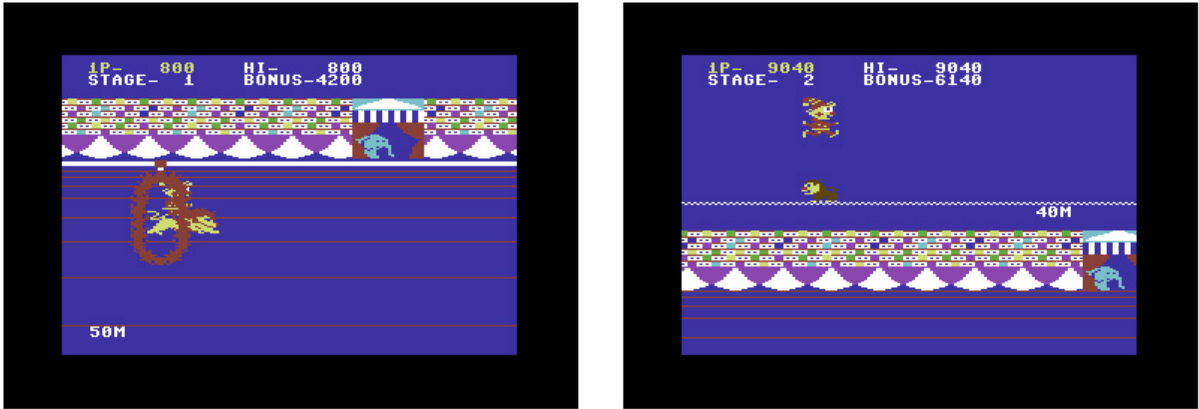 1P- 800 HI- 800
STAGE- 1 BONUS-4200
50M
1P- 9040 HI- 9040
STAGE- 2 BONUS-6140
40M